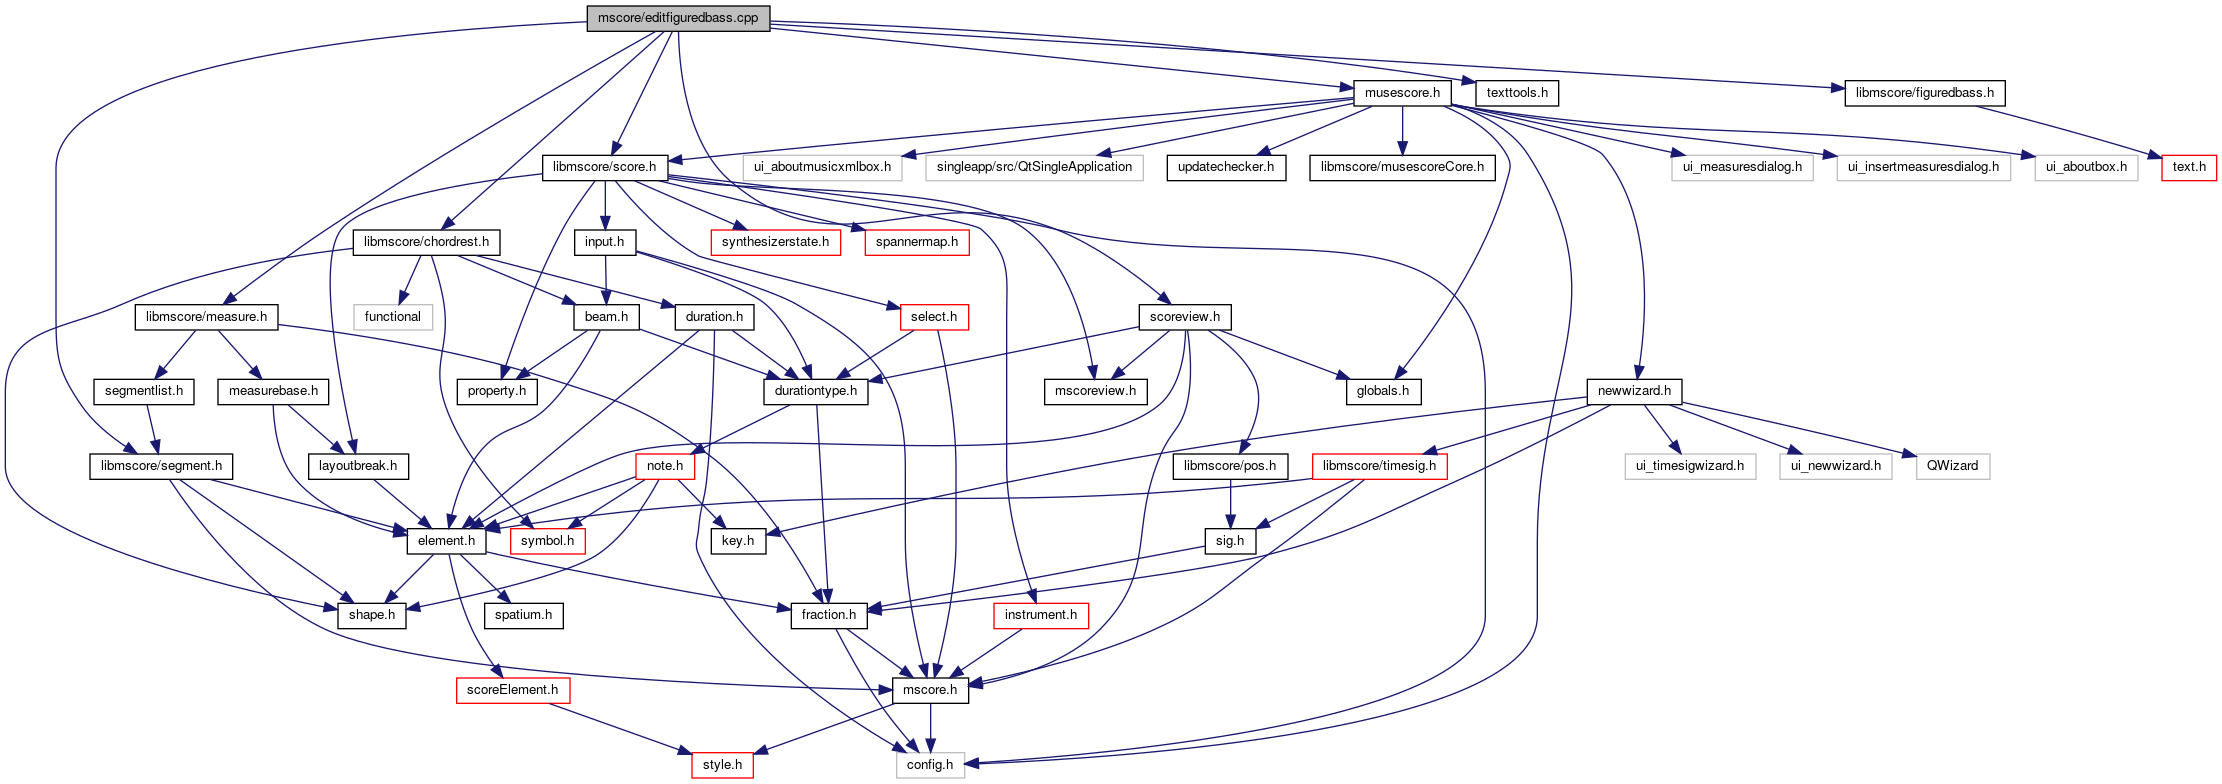 mscore/editfiguredbass.cpp
musescore.h
texttools.h
libmscore/figuredbass.h
libmscore/score.h
ui_aboutmusicxmlbox.h
singleapp/src/QtSingleApplication
updatechecker.h
libmscore/musescoreCore.h
ui_measuresdialog.h
ui_insertmeasuresdialog.h
ui_aboutbox.h
text.h
libmscore/chordrest.h
input.h
synthesizerstate.h
spannermap.h
libmscore/measure.h
functional
beam.h
duration.h
select.h
scoreview.h
segmentlist.h
measurebase.h
property.h
durationtype.h
mscoreview.h
globals.h
newwizard.h
libmscore/segment.h
layoutbreak.h
note.h
libmscore/pos.h
libmscore/timesig.h
ui_timesigwizard.h
ui_newwizard.h
QWizard
element.h
symbol.h
key.h
sig.h
shape.h
spatium.h
fraction.h
instrument.h
scoreElement.h
mscore.h
style.h
config.h